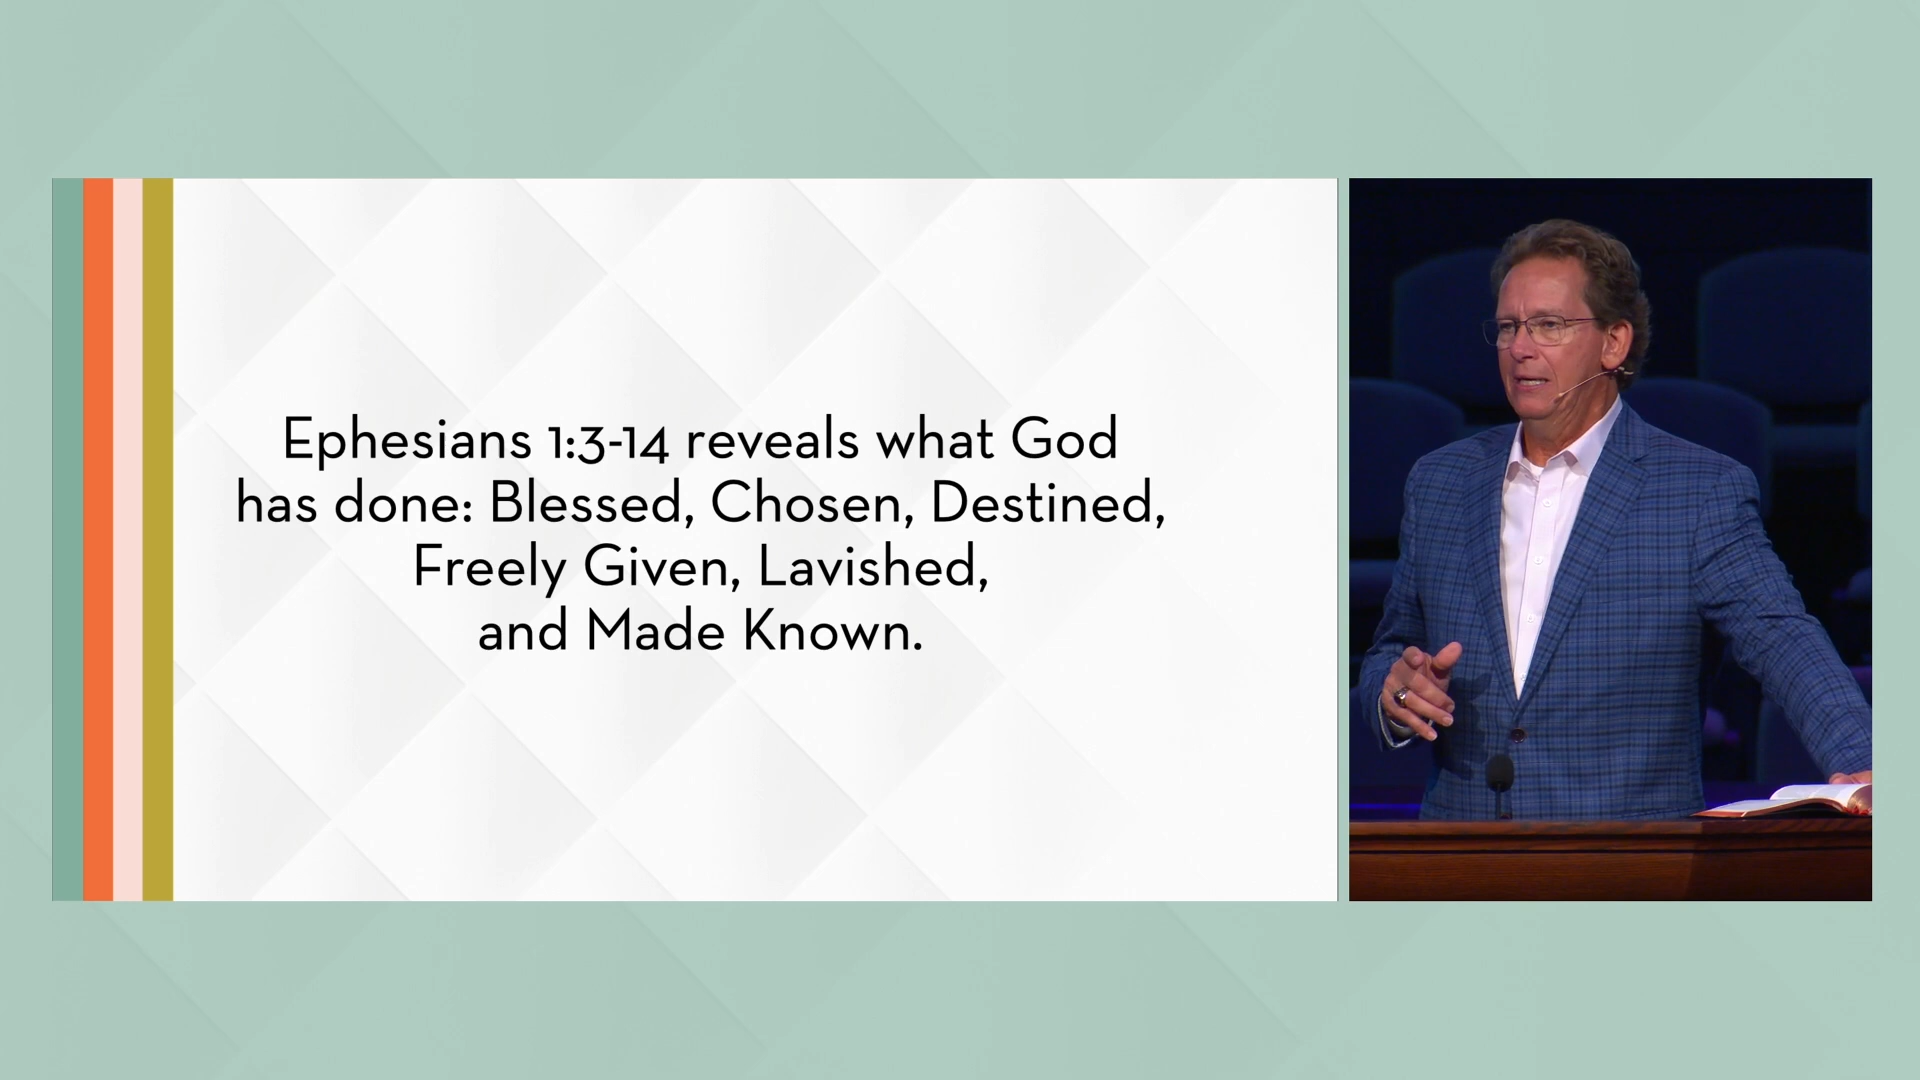 Ephesians 1:3-14 reveals what God
has done: Blessed, Chosen, Destined,
Freely Given, Lavished,
and Made Known.